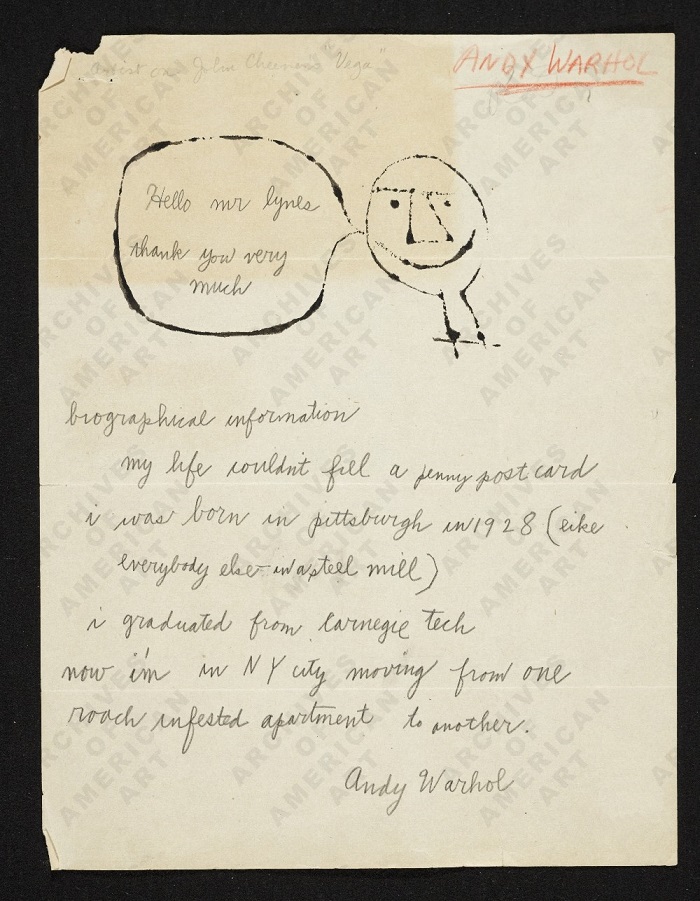 artist on John Cheever's "Vega"
ANDY WARHOL
Hello mr lynes
thank you very
much
biographical information
my life wouldn't fill a penny post card
i was born in pittsburgh in 1928 (like
everybody else - in a steel mill)
i graduated from carnegie tech
now i'm in NY city moving from one
roach infested apartment to another.
Andy Warhol
ARCHIVES
OF
AMERICAN
ART